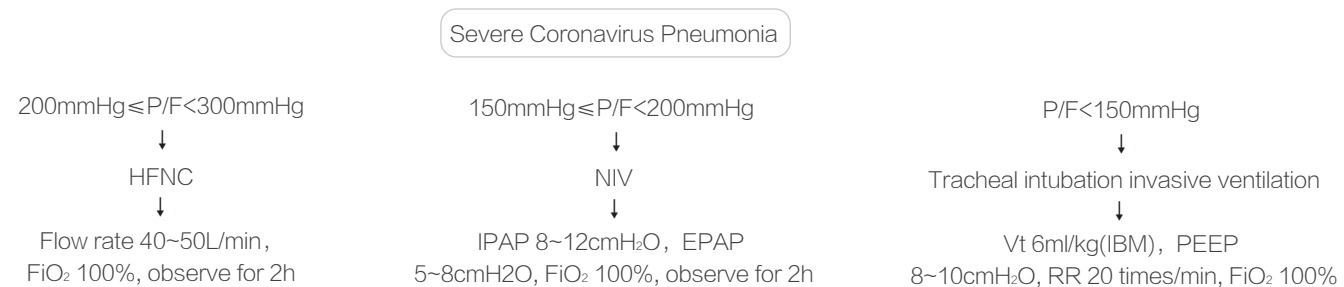 Severe Coronavirus Pneumonia
200mmHg≤P/F<300mmHg
HFNC
Flow rate 40~50L/min,
FiO₂ 100%, observe for 2h
150mmHg≤P/F<200mmHg
NIV
IPAP 8~12cmH₂O, EPAP
5~8cmH2O, FiO₂ 100%, observe for 2h
P/F<150mmHg
Tracheal intubation invasive ventilation
Vt 6ml/kg(IBM), PEEP
8~10cmH₂O, RR 20 times/min, FiO₂ 100%